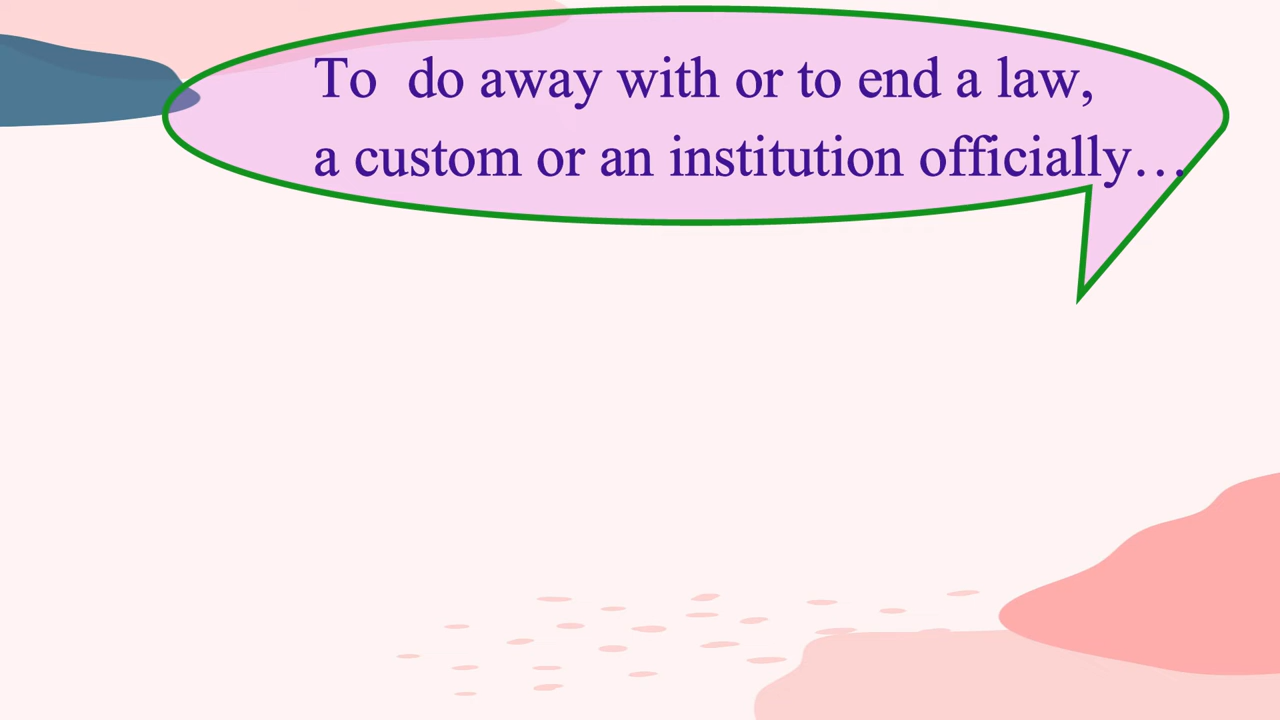 To  do away with or to end a law,
a custom or an institution officially…